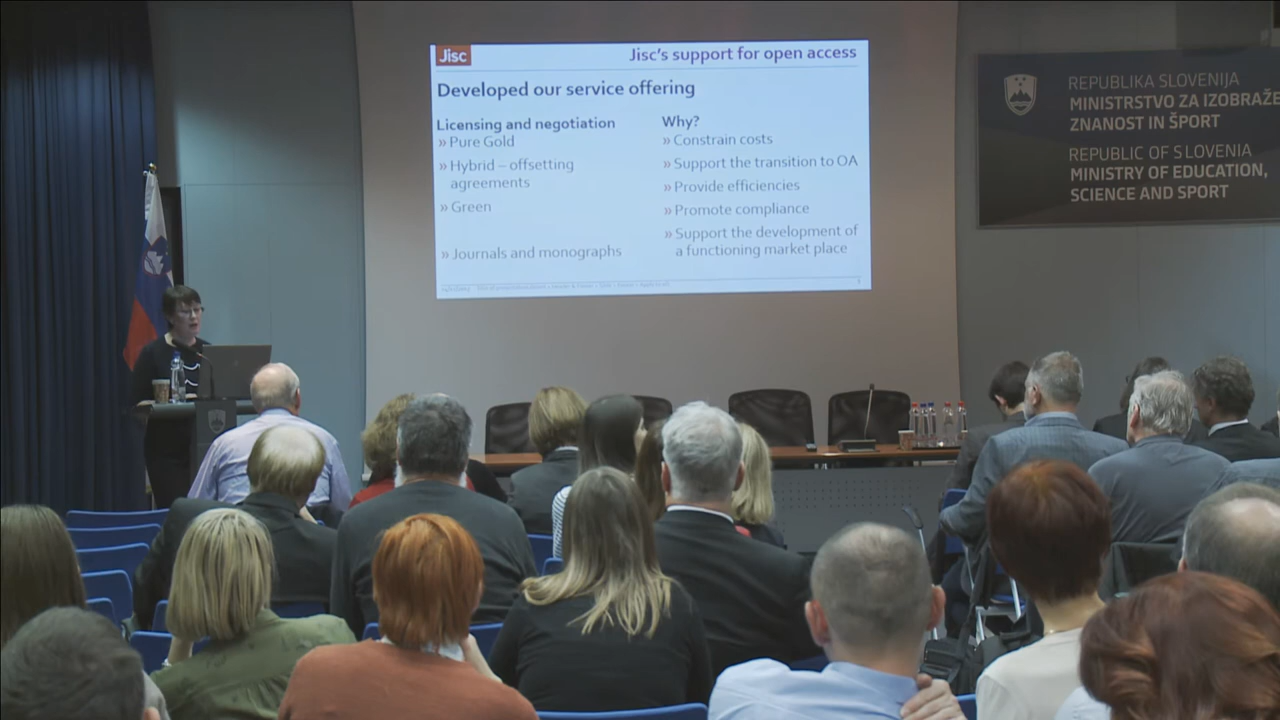 Jisc
Jisc's support for open access
Developed our service offering
Licensing and negotiation
» Pure Gold
» Hybrid – offsetting
agreements
» Green
» Journals and monographs
Why?
» Constrain costs
» Support the transition to OA
» Provide efficiencies
» Promote compliance
» Support the development of
a functioning market place
REPUBLIKA SLOVENIJA
MINISTRSTVO ZA IZOBRAŽE
ZNANOST IN ŠPORT
REPUBLIC OF SLOVENIA
MINISTRY OF EDUCATION,
SCIENCE AND SPORT